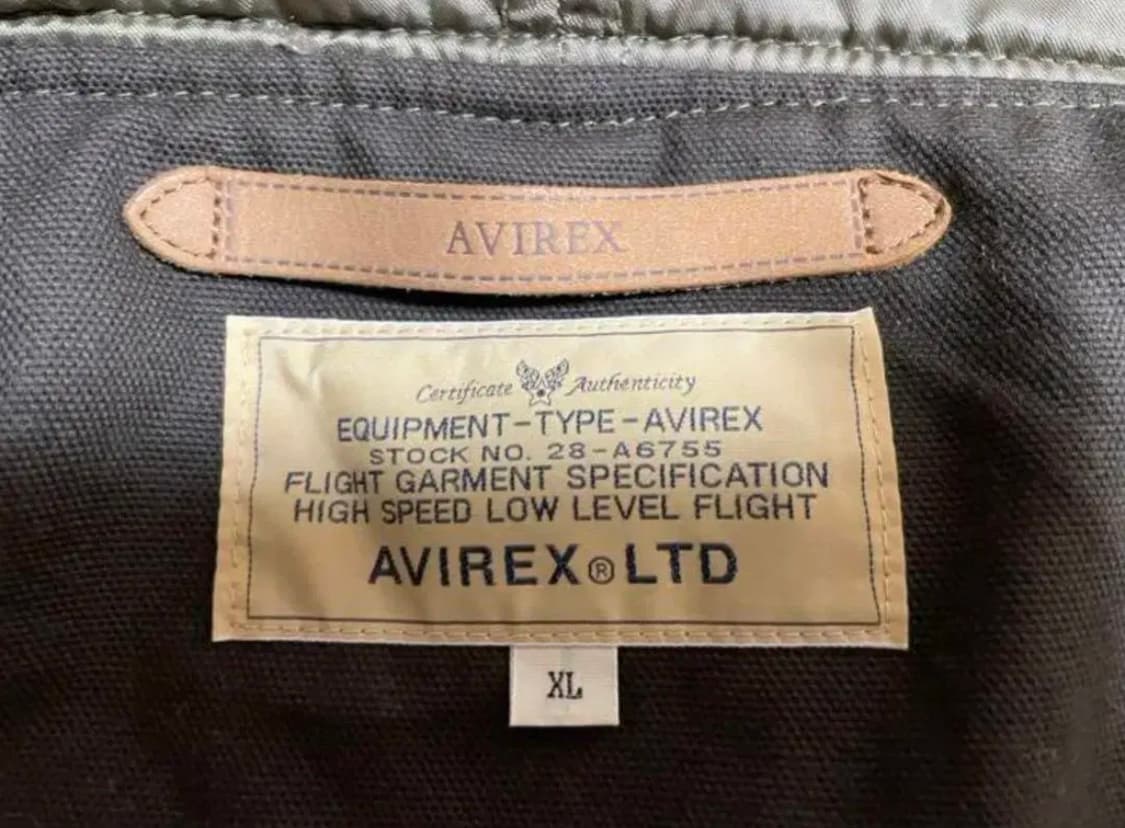 AVIREX
Certificate Authenticity
EQUIPMENT-TYPE-AVIREX
STOCK NO. 28-A6755
FLIGHT GARMENT SPECIFICATION
HIGH SPEED LOW LEVEL FLIGHT
AVIREX® LTD
XL